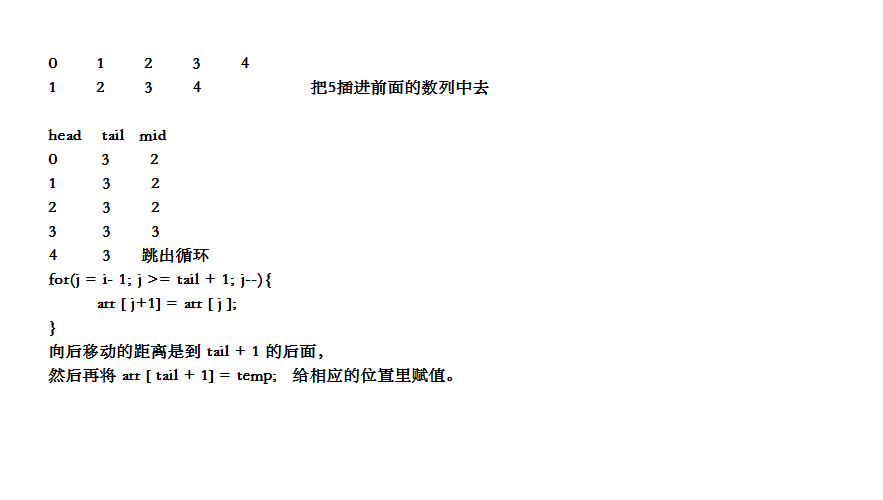 0 1 2 3 4
1 2 3 4 把5插进前面的数列中去
head tail mid
0 3 2
1 3 2
2 3 2
3 3 3
4 3 跳出循环
for(j = i- 1; j >= tail + 1; j--){
arr [ j+1] = arr [ j ];
}
向后移动的距离是到 tail + 1 的后面，
然后再将 arr [ tail + 1] = temp; 给相应的位置里赋值。